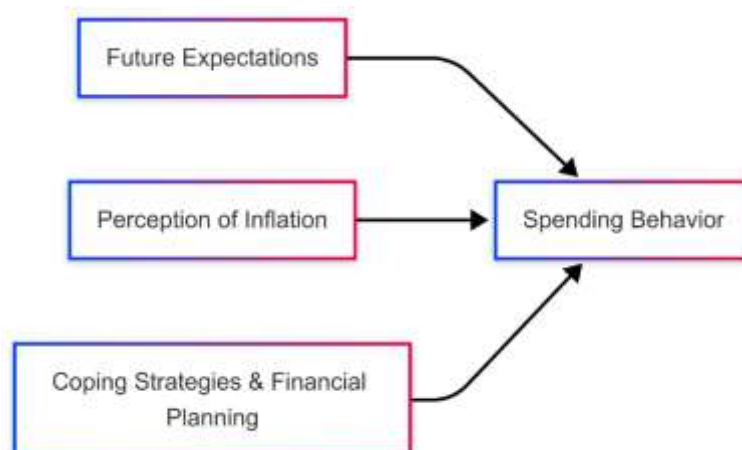 Future Expectations
Perception of Inflation
Spending Behavior
Coping Strategies & Financial
Planning